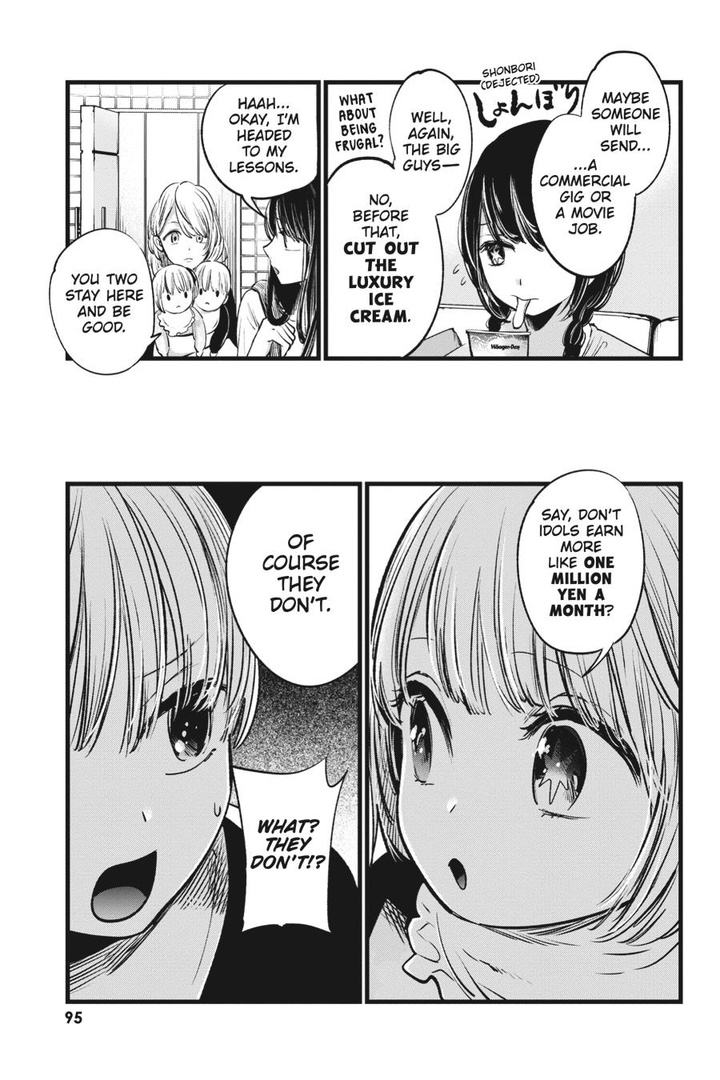 MAYBE
SOMEONE
WILL
SEND...
...A
COMMERCIAL
GIG OR
A MOVIE
JOB.
SHONBORI
(DEJECTED)
しょんぼり
WELL,
AGAIN,
THE BIG
GUYS—
WHAT
ABOUT
BEING
FRUGAL?
NO,
BEFORE
THAT,
CUT OUT
THE
LUXURY
ICE
CREAM.
Häager-Daz
HAAH...
OKAY, I'M
HEADED
TO MY
LESSONS.
YOU TWO
STAY HERE
AND BE
GOOD.
SAY, DON'T
IDOLS EARN
MORE
LIKE ONE
MILLION
YEN A
MONTH?
OF
COURSE
THEY
DON'T.
WHAT?
THEY
DON'T!?
95